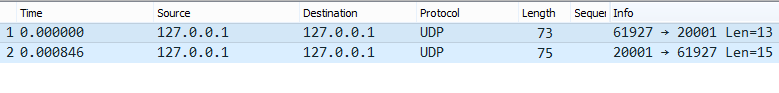 Time Source Destination Protocol Length Sequer Info
1 0.000000 127.0.0.1 127.0.0.1 UDP 73 61927 → 20001 Len=13
2 0.000846 127.0.0.1 127.0.0.1 UDP 75 20001 → 61927 Len=15